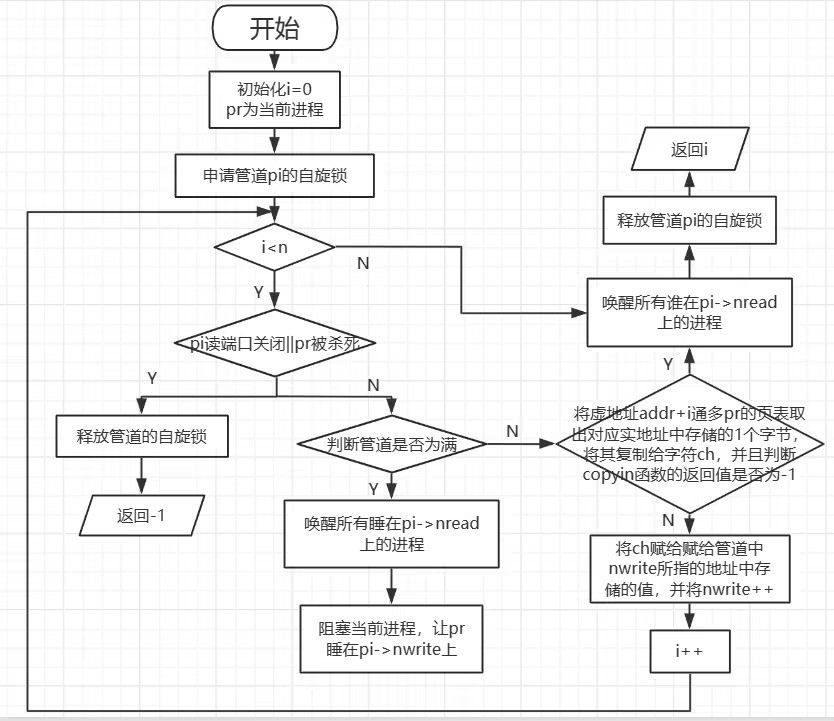 开始
初始化i=0
pr为当前进程
申请管道pi的自旋锁
i<n
N
Y
pi读端口关闭||pr被杀死
Y
N
释放管道的自旋锁
返回-1
判断管道是否为满
N
Y
唤醒所有睡在pi->nread
上的进程
阻塞当前进程，让pr
睡在pi->nwrite上
返回i
释放管道pi的自旋锁
唤醒所有谁在pi->nread
上的进程
Y
将虚地址addr+i通多pr的页表取
出对应实地址中存储的1个字节，
将其复制给字符ch，并且判断
copyin函数的返回值是否为-1
N
将ch赋给赋给管道中
nwrite所指的地址中存
储的值，并将nwrite++
i++